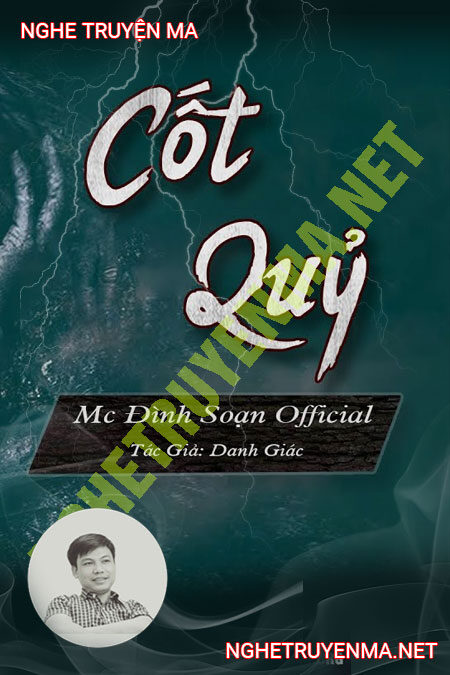 NGHE TRUYỆN MA
Cốt
Quỷ
NGHETRUYENMA.NET
Mc Đình Soạn Official
Tác Giả: Danh Giác
NGHETRUYENMA.NET